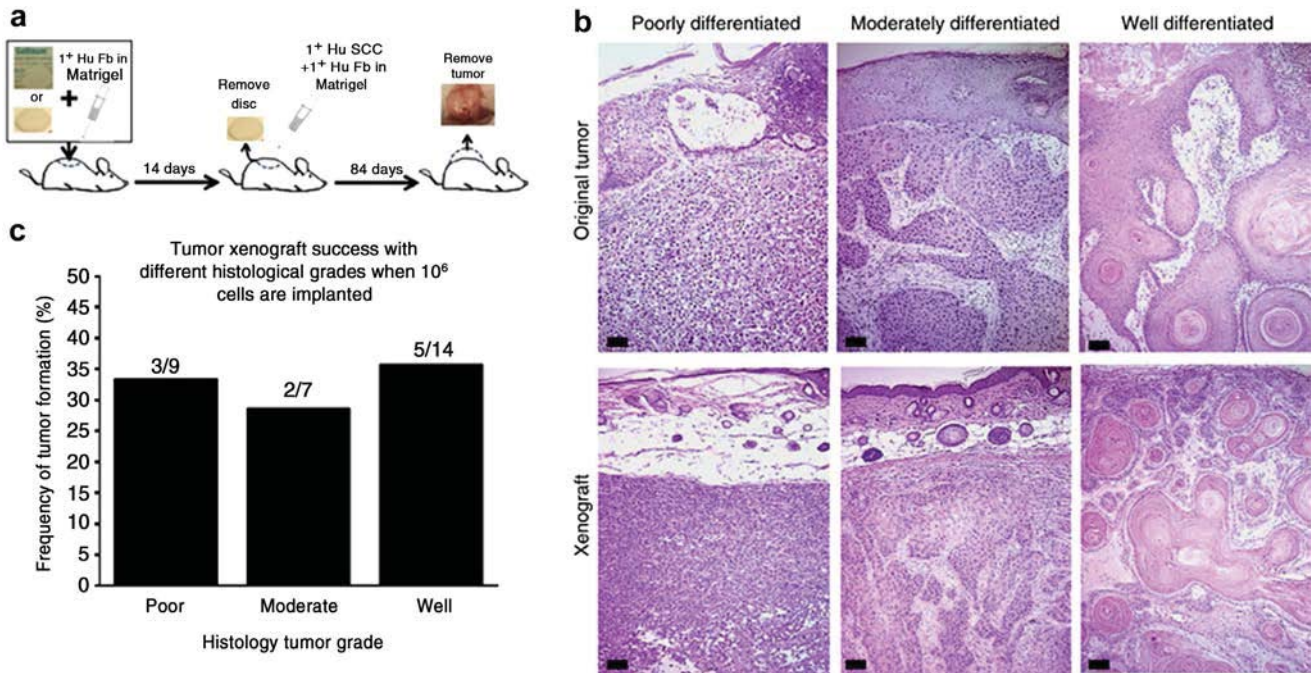 a
1⁺ Hu Fb in
Matrigel
or
+
Remove
disc
1⁺ Hu SCC
+1⁺ Hu Fb in
Matrigel
Remove
tumor
14 days
84 days
b
Poorly differentiated
Moderately differentiated
Well differentiated
Original tumor
Xenograft
c
Tumor xenograft success with
different histological grades when 10⁶
cells are implanted
Frequency of tumor formation (%)
50
45
40
35
30
25
20
15
10
5
0
3/9
2/7
5/14
Poor
Moderate
Well
Histology tumor grade